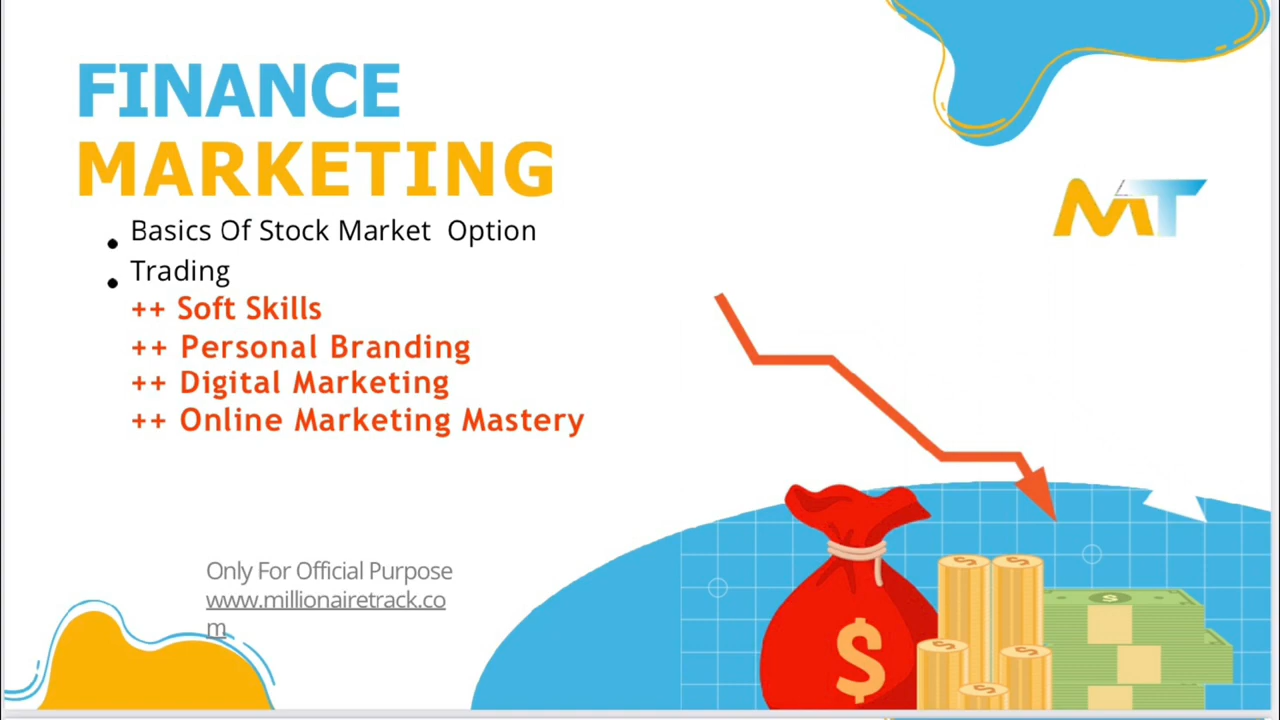 FINANCE
MARKETING
• Basics Of Stock Market  Option
• Trading
++ Soft Skills
++ Personal Branding
++ Digital Marketing
++ Online Marketing Mastery
MT
Only For Official Purpose
www.millionairetrack.co
m
$